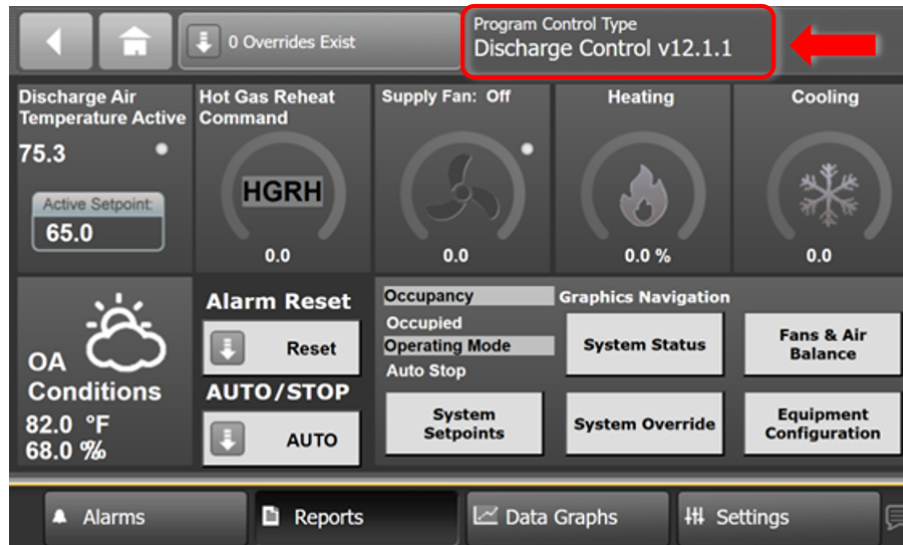 0 Overrides Exist
Program Control Type
Discharge Control v12.1.1
Discharge Air
Temperature Active
75.3
Active Setpoint:
65.0
Hot Gas Reheat
Command
HGRH
0.0
Supply Fan: Off
0.0
Heating
0.0 %
Cooling
0.0
OA
Conditions
82.0 °F
68.0 %
Alarm Reset
Reset
AUTO/STOP
AUTO
Occupancy
Occupied
Operating Mode
Auto Stop
System
Setpoints
Graphics Navigation
System Status
Fans & Air
Balance
System Override
Equipment
Configuration
Alarms
Reports
Data Graphs
Settings